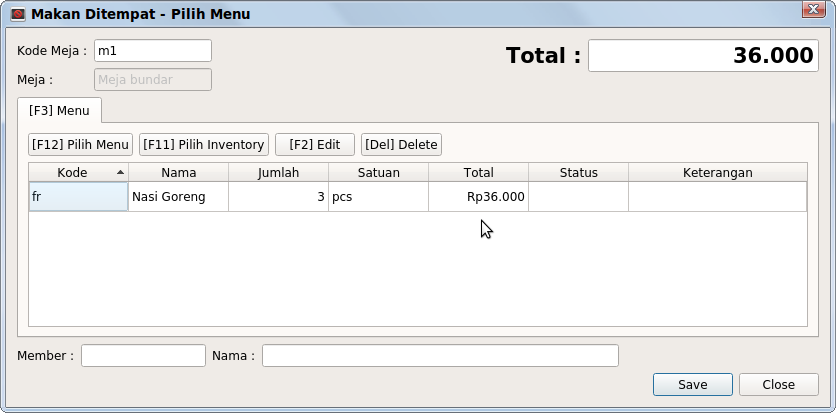 Makan Ditempat - Pilih Menu
Kode Meja : m1
Total : 36.000
Meja : Meja bundar
[F3] Menu
[F12] Pilih Menu [F11] Pilih Inventory [F2] Edit [Del] Delete
Kode Nama Jumlah Satuan Total Status Keterangan
fr Nasi Goreng 3 pcs Rp36.000
Member : Nama :
Save Close